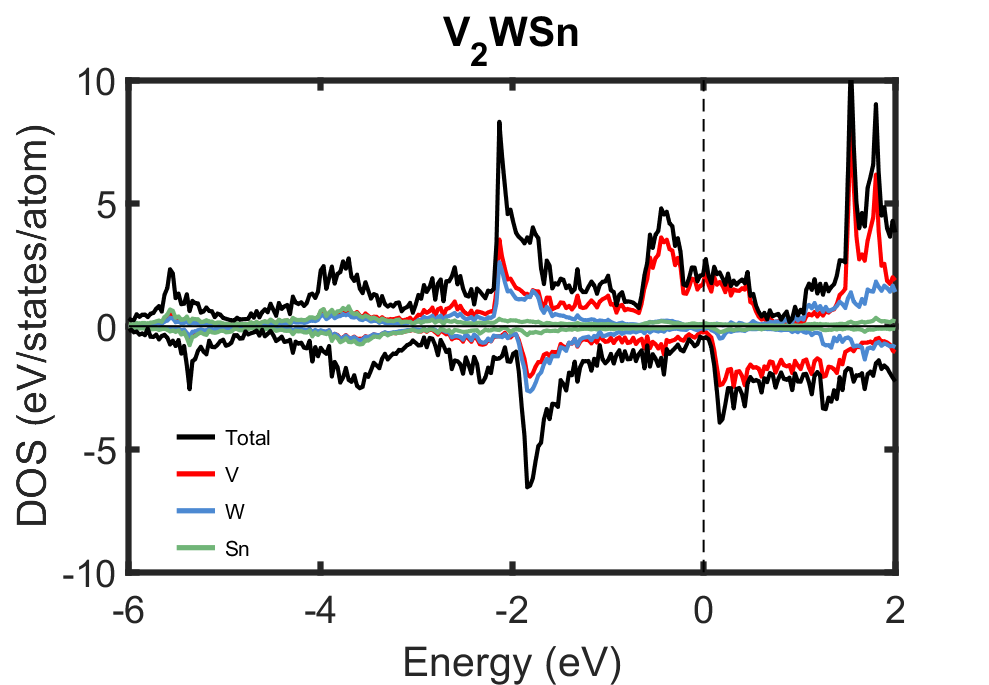 V₂WSn
10
5
0
-5
-10
DOS (eV/states/atom)
Total
V
W
Sn
-6 -4 -2 0 2
Energy (eV)